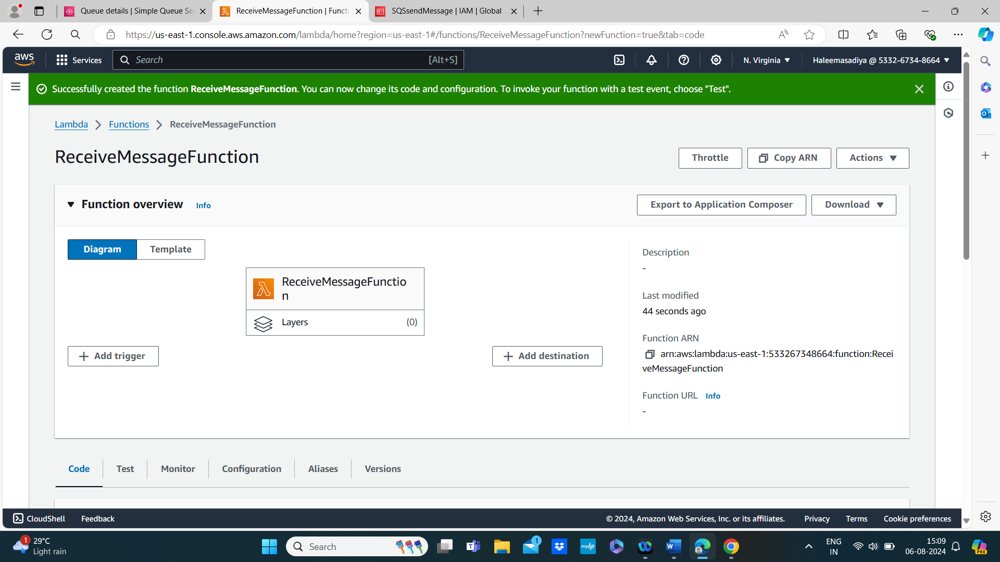 Queue details | Simple Queue Se
ReceiveMessageFunction | Functi
SQSsendMessage | IAM | Global
https://us-east-1.console.aws.amazon.com/lambda/home?region=us-east-1#/functions/ReceiveMessageFunction?newFunction=true&tab=code
aws
Services
Search
[Alt+S]
N. Virginia
Haleemasadiya @ 5332-6734-8664
Successfully created the function ReceiveMessageFunction. You can now change its code and configuration. To invoke your function with a test event, choose "Test".
Lambda
Functions
ReceiveMessageFunction
ReceiveMessageFunction
Throttle
Copy ARN
Actions
Function overview
Info
Export to Application Composer
Download
Diagram
Template
ReceiveMessageFunctio
n
Layers
(0)
Add trigger
Add destination
Description
-
Last modified
44 seconds ago
Function ARN
arn:aws:lambda:us-east-1:533267348664:function:Recei
veMessageFunction
Function URL
Info
-
Code
Test
Monitor
Configuration
Aliases
Versions
CloudShell
Feedback
© 2024, Amazon Web Services, Inc. or its affiliates.
Privacy
Terms
Cookie preferences
1
29°C
Light rain
Search
1
myhp
W
ENG
IN
15:09
06-08-2024
PRE